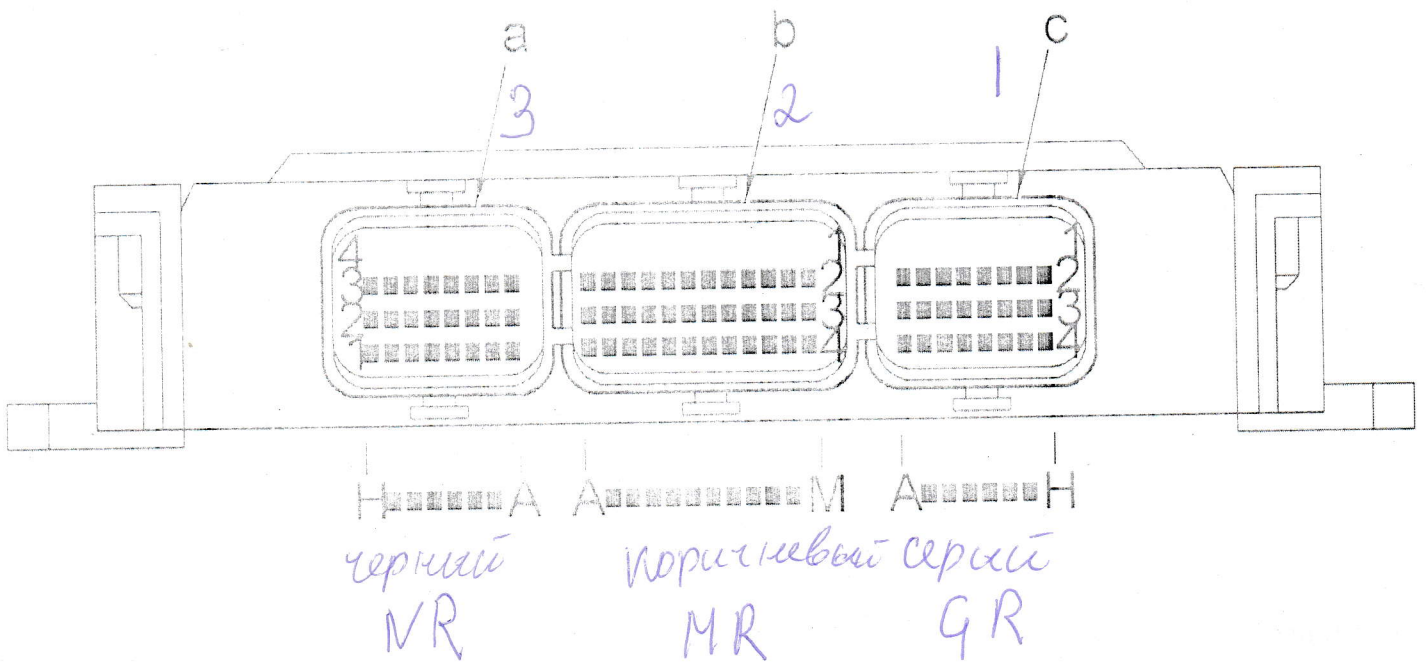 a b c
3 2 1
4 1 1
3 2 2
2 3 3
1 4 4
H A A M A H
черный коричневый серый
NR MR GR